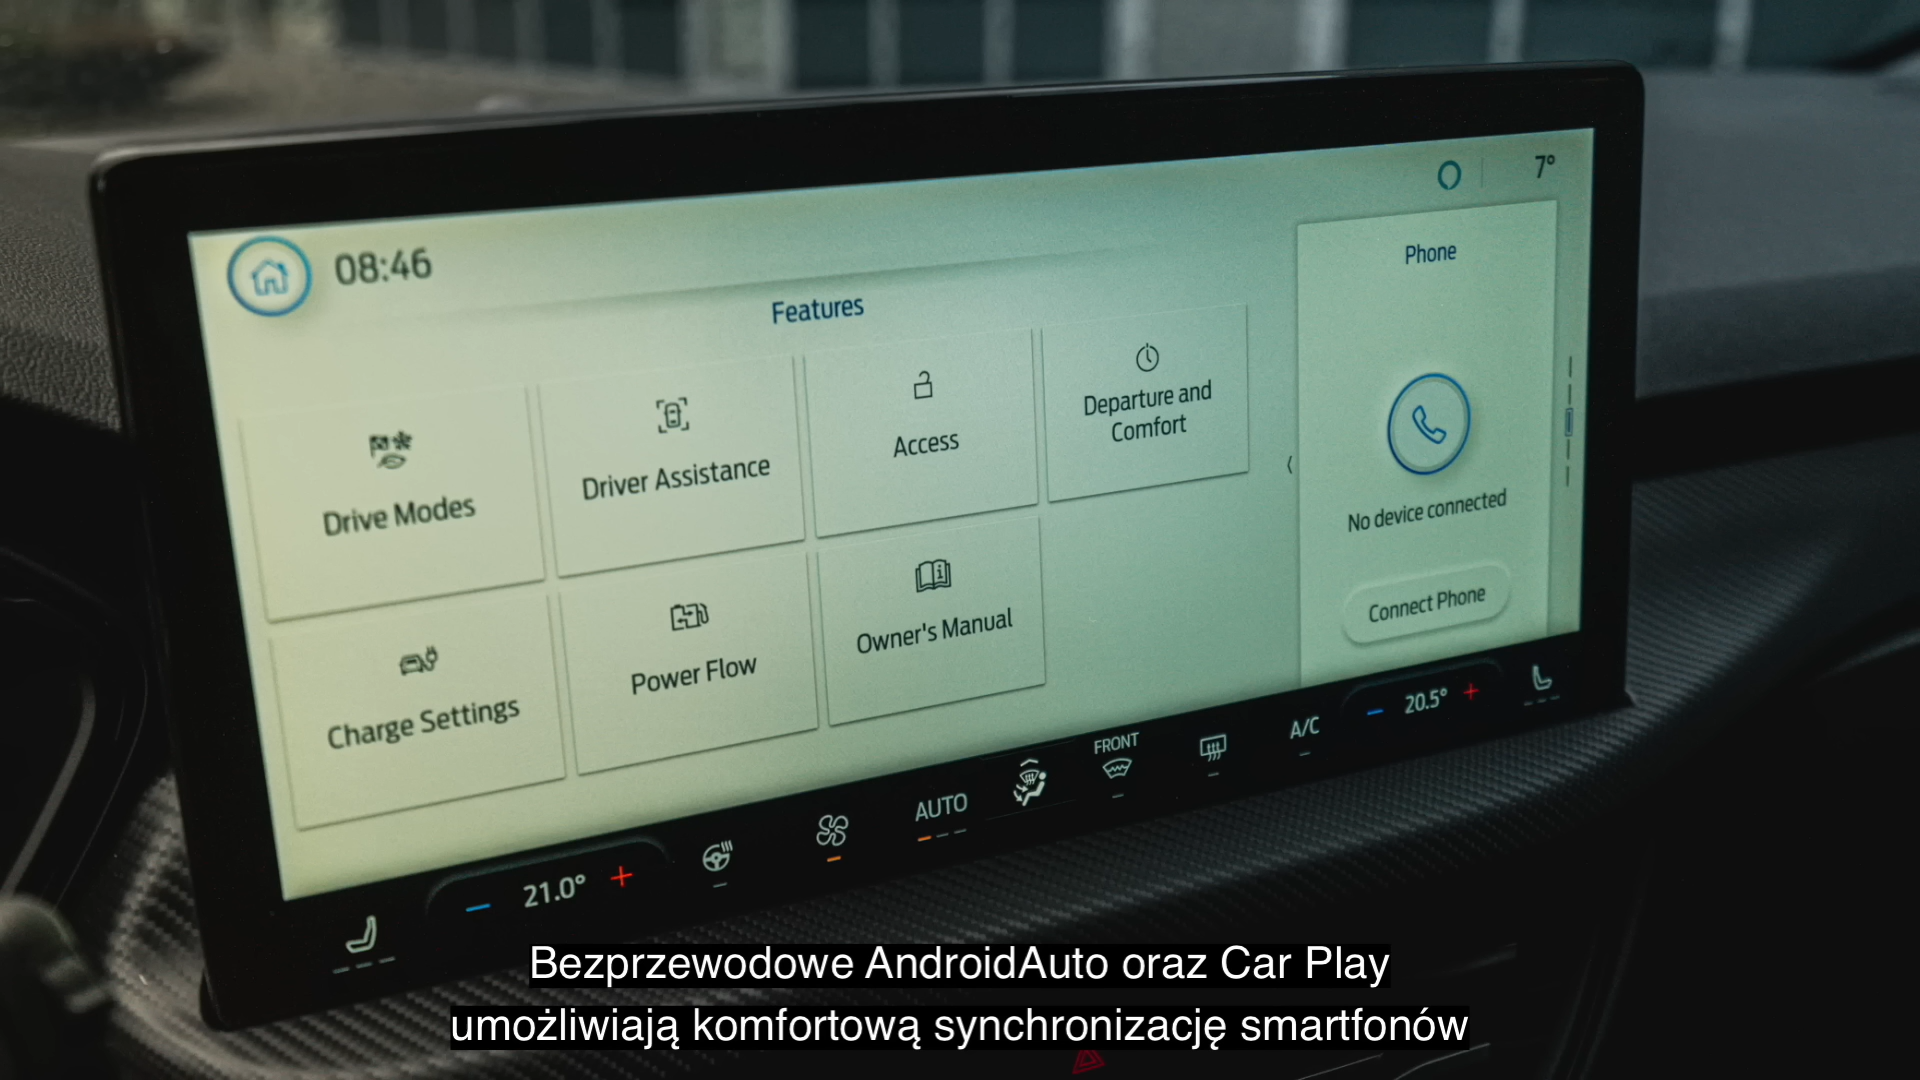 08:46
7°
Features
Phone
Drive Modes
Driver Assistance
Access
Departure and
Comfort
No device connected
Connect Phone
Charge Settings
Power Flow
Owner's Manual
21.0°
AUTO
FRONT
A/C
20.5°
Bezprzewodowe AndroidAuto oraz Car Play
umożliwiają komfortową synchronizację smartfonów